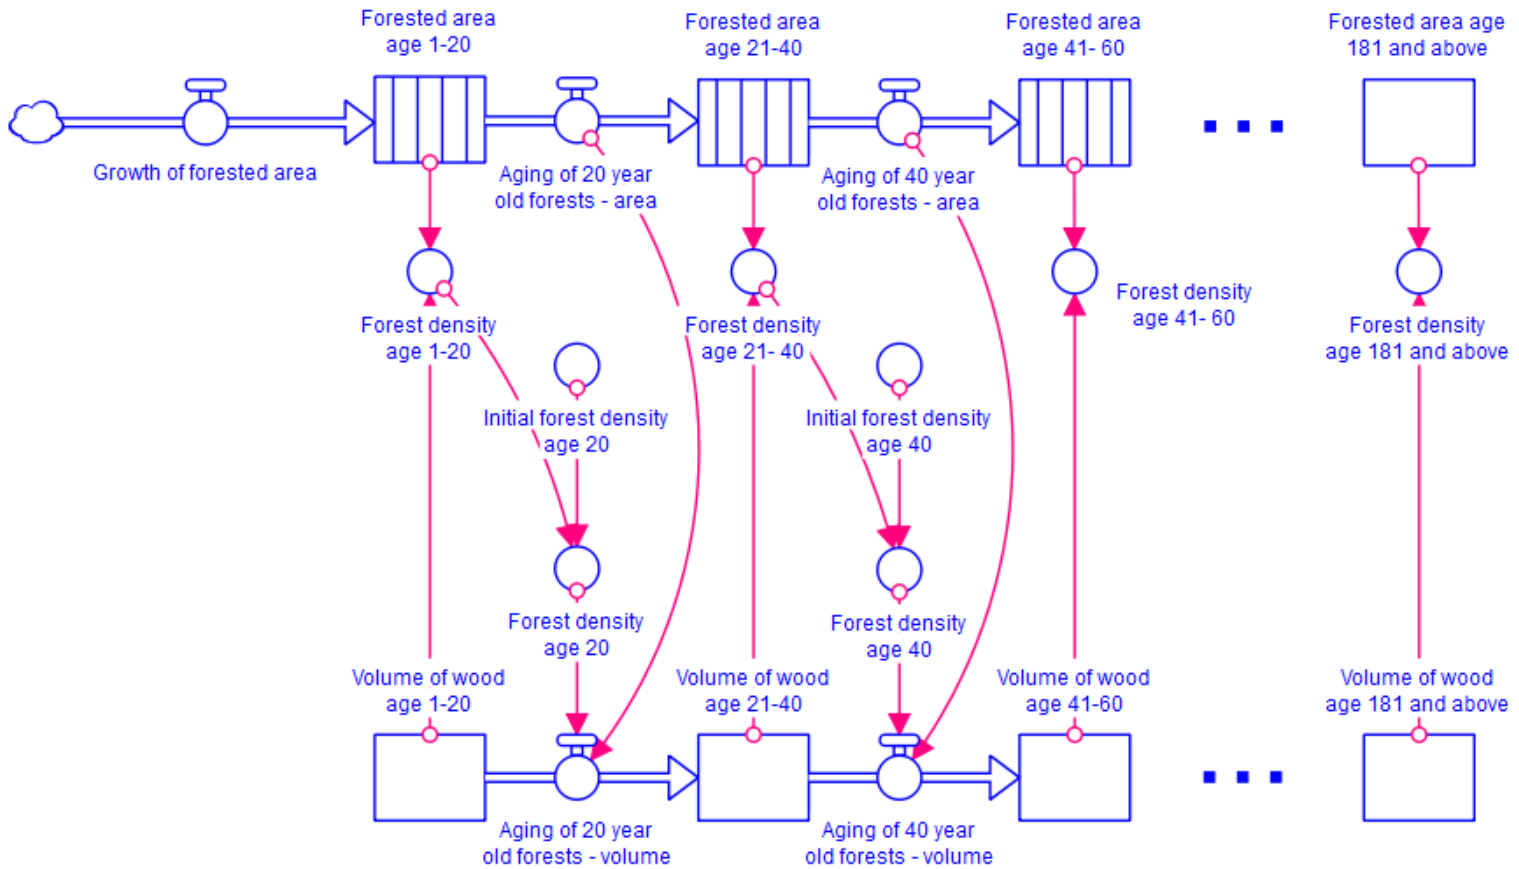 Forested area
age 1-20
Forested area
age 21-40
Forested area
age 41- 60
Forested area age
181 and above
Growth of forested area
Aging of 20 year
old forests - area
Aging of 40 year
old forests - area
Forest density
age 41- 60
Forest density
age 1-20
Forest density
age 21- 40
Forest density
age 181 and above
Initial forest density
age 20
Initial forest density
age 40
Forest density
age 20
Forest density
age 40
Volume of wood
age 1-20
Volume of wood
age 21-40
Volume of wood
age 41-60
Volume of wood
age 181 and above
Aging of 20 year
old forests - volume
Aging of 40 year
old forests - volume